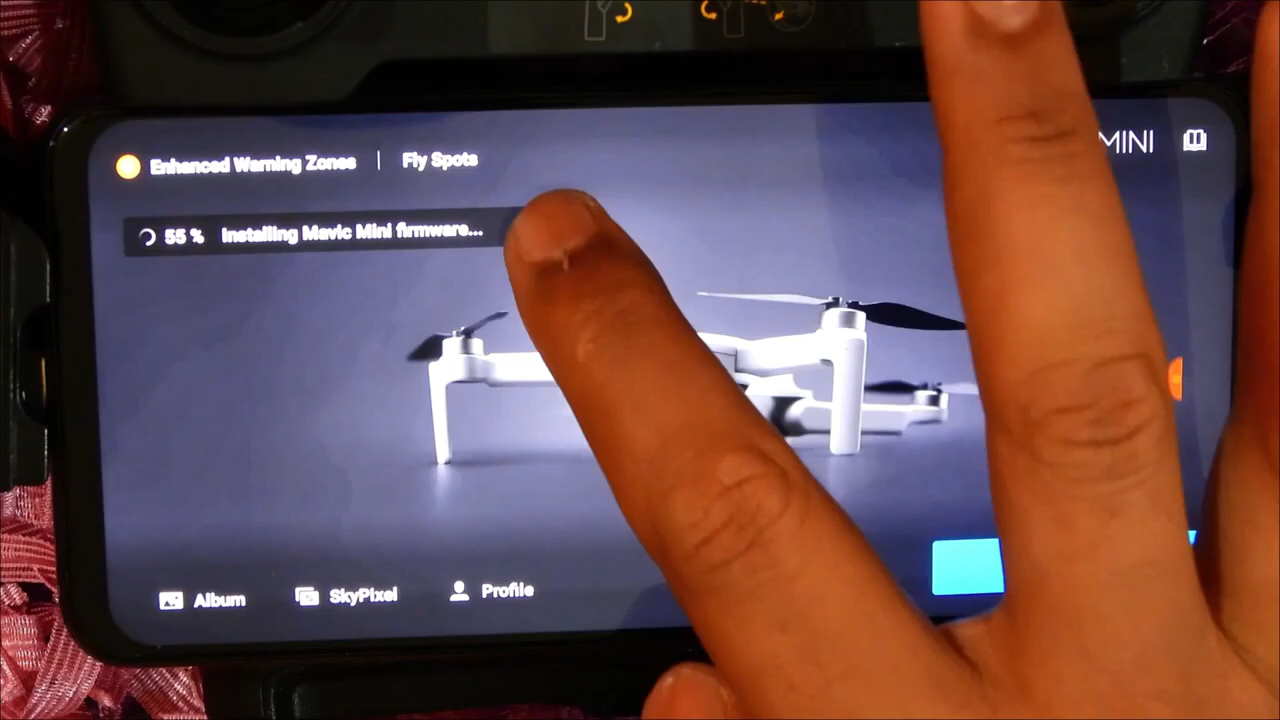 Enhanced Warning Zones | Fly Spots
MINI
55 % Installing Mavic Mini firmware...
Album SkyPixel Profile